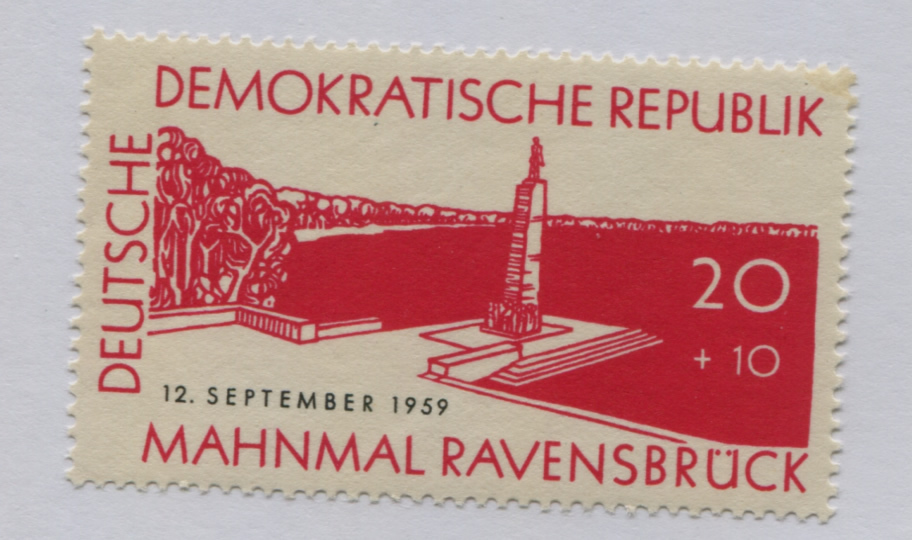 DEUTSCHE
DEMOKRATISCHE REPUBLIK
20
+ 10
12. SEPTEMBER 1959
MAHNMAL RAVENSBRÜCK